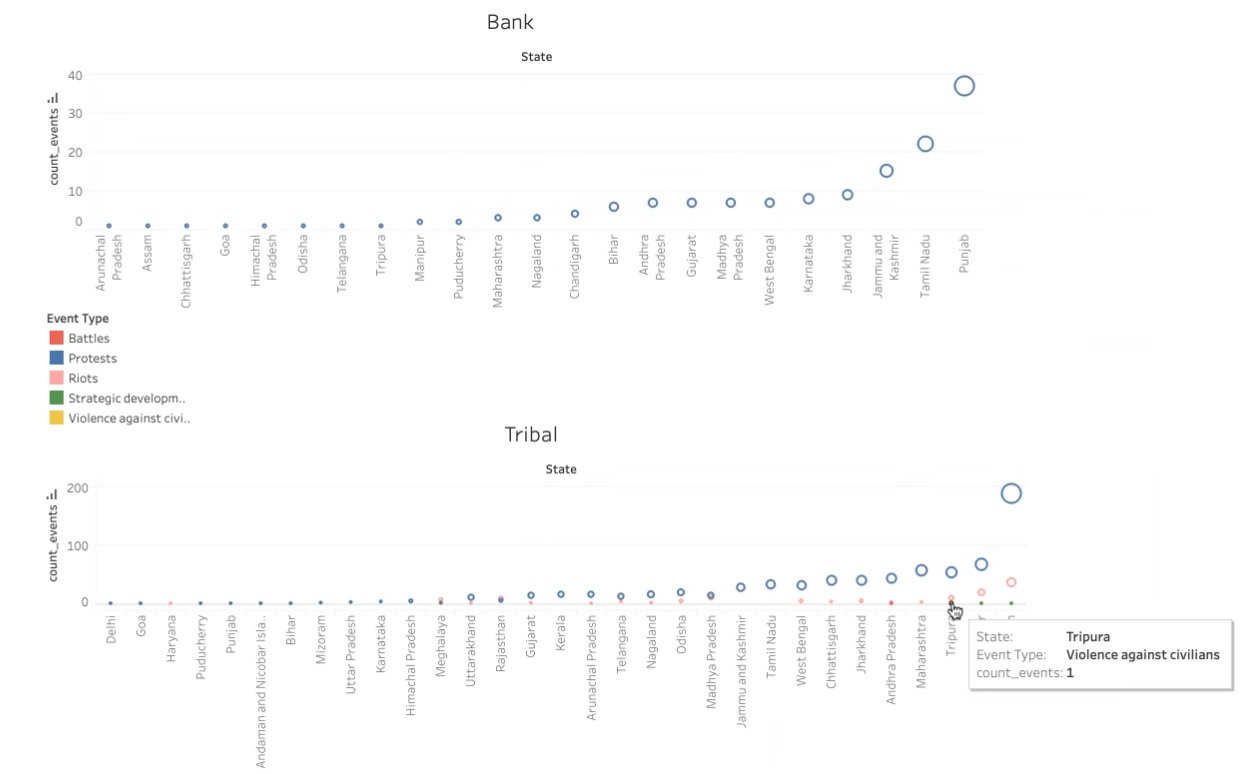 Bank
State
count_events
40
30
20
10
0
Arunachal
Pradesh
Assam
Chhattisgarh
Goa
Himachal
Pradesh
Odisha
Telangana
Tripura
Manipur
Puducherry
Maharashtra
Nagaland
Chandigarh
Bihar
Andhra
Pradesh
Gujarat
Madhya
Pradesh
West Bengal
Karnataka
Jharkhand
Jammu and
Kashmir
Tamil Nadu
Punjab
Event Type
Battles
Protests
Riots
Strategic developm..
Violence against civi..
Tribal
State
count_events
200
100
0
Delhi
Goa
Haryana
Puducherry
Punjab
Andaman and Nicobar Isla..
Bihar
Mizoram
Uttar Pradesh
Karnataka
Himachal Pradesh
Meghalaya
Uttarakhand
Rajasthan
Gujarat
Kerala
Arunachal Pradesh
Telangana
Nagaland
Odisha
Madhya Pradesh
Jammu and Kashmir
Tamil Nadu
West Bengal
Chhattisgarh
Jharkhand
Andhra Pradesh
Maharashtra
Tripura
State: Tripura
Event Type: Violence against civilians
count_events: 1